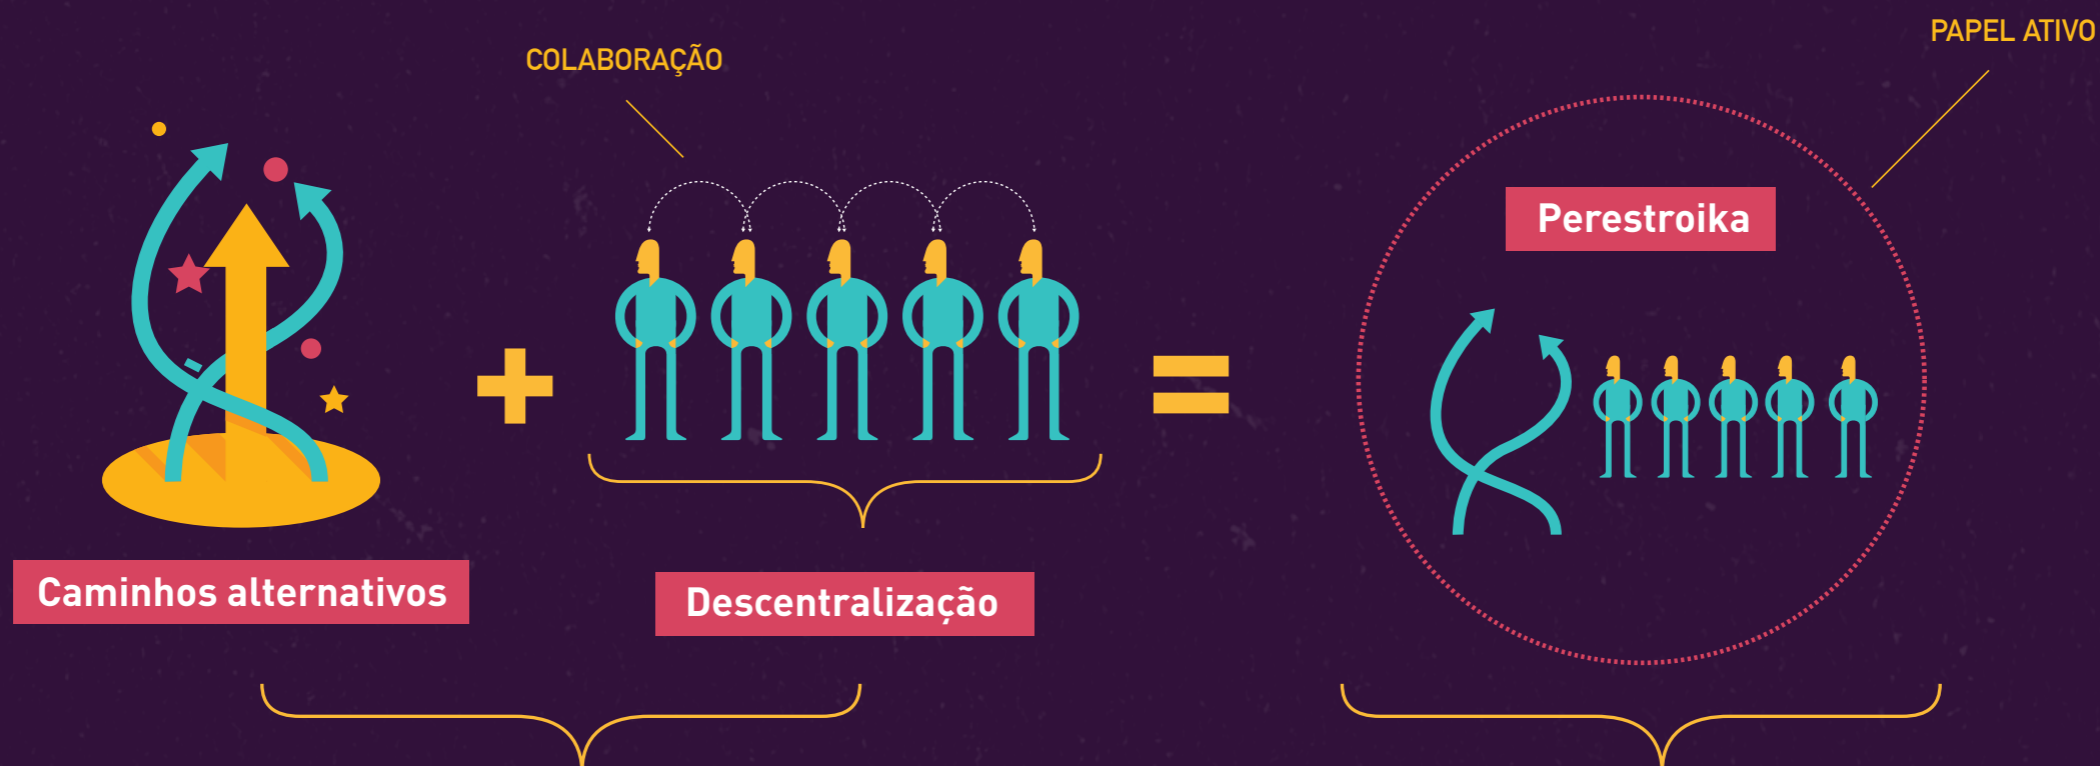 COLABORAÇÃO
PAPEL ATIVO
Perestroika
Caminhos alternativos
Descentralização